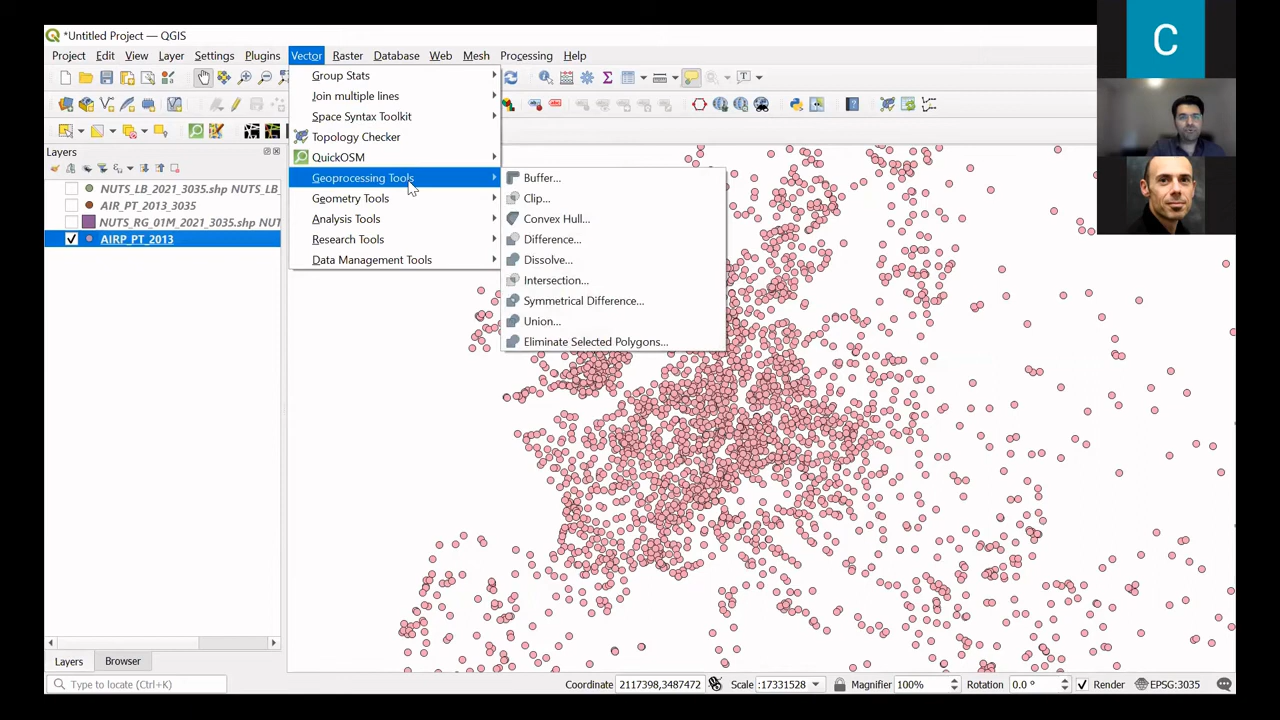 *Untitled Project — QGIS
Project Edit View Layer Settings Plugins Vector Raster Database Web Mesh Processing Help
Layers
NUTS_LB_2021_3035.shp NUTS_LB_
AIR_PT_2013_3035
NUTS_RG_01M_2021_3035.shp NUT
AIRP_PT_2013
Group Stats
Join multiple lines
Space Syntax Toolkit
Topology Checker
QuickOSM
Geoprocessing Tools
Geometry Tools
Analysis Tools
Research Tools
Data Management Tools
Buffer...
Clip...
Convex Hull...
Difference...
Dissolve...
Intersection...
Symmetrical Difference...
Union...
Eliminate Selected Polygons...
C
Layers Browser
Type to locate (Ctrl+K) Coordinate 2117398,3487472 Scale :17331528 Magnifier 100% Rotation 0.0 ° Render EPSG:3035